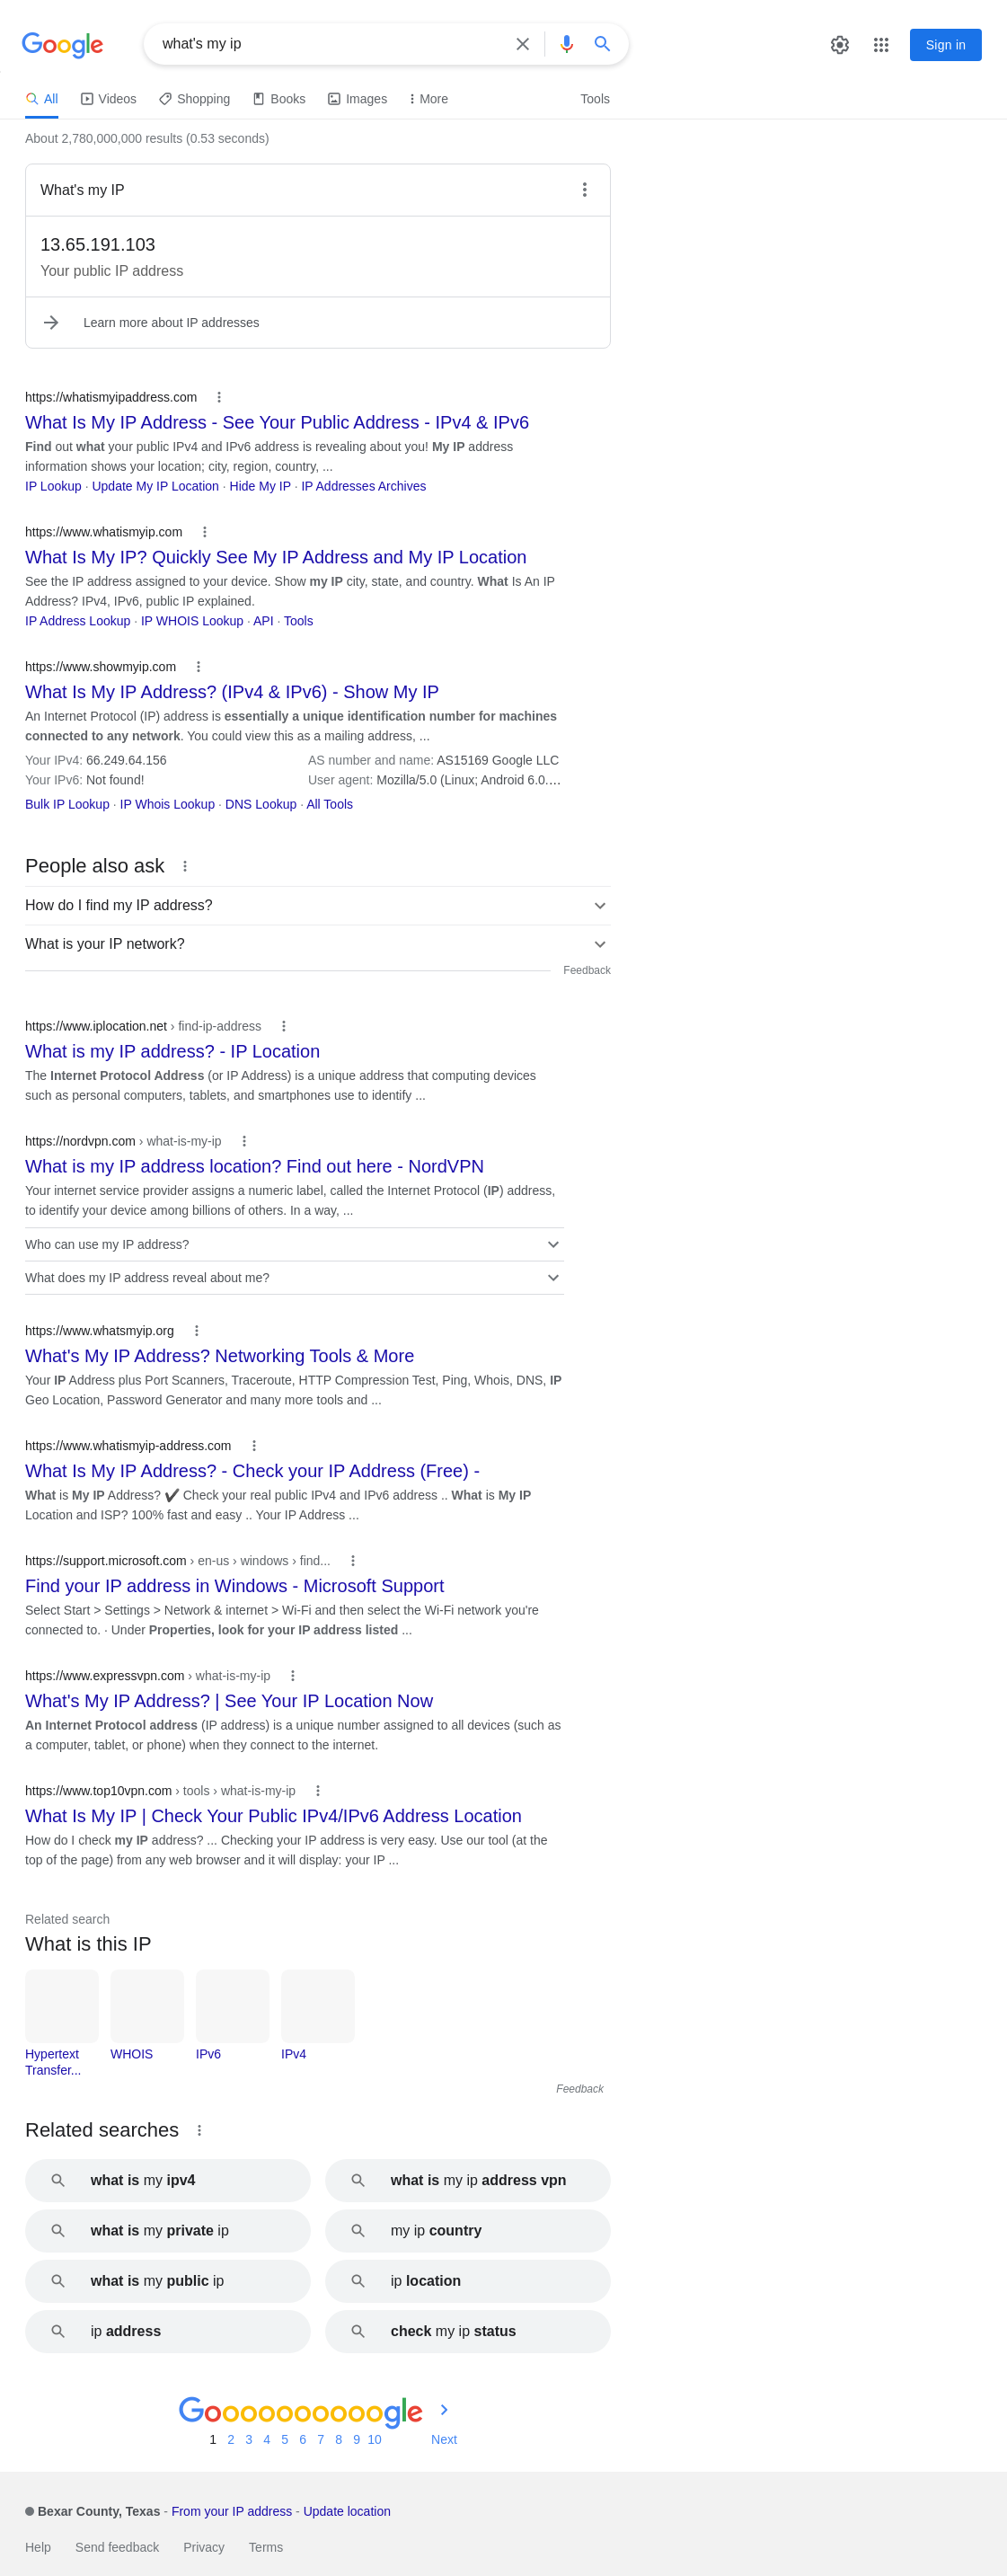 Google
what's my ip
Sign in
All
Videos
Shopping
Books
Images
More
Tools
About 2,780,000,000 results (0.53 seconds)
What's my IP
13.65.191.103
Your public IP address
Learn more about IP addresses
https://whatismyipaddress.com
What Is My IP Address - See Your Public Address - IPv4 & IPv6
Find out what your public IPv4 and IPv6 address is revealing about you! My IP address
information shows your location; city, region, country, ...
IP Lookup · Update My IP Location · Hide My IP · IP Addresses Archives
https://www.whatismyip.com
What Is My IP? Quickly See My IP Address and My IP Location
See the IP address assigned to your device. Show my IP city, state, and country. What Is An IP
Address? IPv4, IPv6, public IP explained.
IP Address Lookup · IP WHOIS Lookup · API · Tools
https://www.showmyip.com
What Is My IP Address? (IPv4 & IPv6) - Show My IP
An Internet Protocol (IP) address is essentially a unique identification number for machines
connected to any network. You could view this as a mailing address, ...
Your IPv4: 66.249.64.156
AS number and name: AS15169 Google LLC
Your IPv6: Not found!
User agent: Mozilla/5.0 (Linux; Android 6.0....
Bulk IP Lookup · IP Whois Lookup · DNS Lookup · All Tools
People also ask
How do I find my IP address?
What is your IP network?
Feedback
https://www.iplocation.net › find-ip-address
What is my IP address? - IP Location
The Internet Protocol Address (or IP Address) is a unique address that computing devices
such as personal computers, tablets, and smartphones use to identify ...
https://nordvpn.com › what-is-my-ip
What is my IP address location? Find out here - NordVPN
Your internet service provider assigns a numeric label, called the Internet Protocol (IP) address,
to identify your device among billions of others. In a way, ...
Who can use my IP address?
What does my IP address reveal about me?
https://www.whatsmyip.org
What's My IP Address? Networking Tools & More
Your IP Address plus Port Scanners, Traceroute, HTTP Compression Test, Ping, Whois, DNS, IP
Geo Location, Password Generator and many more tools and ...
https://www.whatismyip-address.com
What Is My IP Address? - Check your IP Address (Free) -
What is My IP Address? ✔️ Check your real public IPv4 and IPv6 address .. What is My IP
Location and ISP? 100% fast and easy .. Your IP Address ...
https://support.microsoft.com › en-us › windows › find...
Find your IP address in Windows - Microsoft Support
Select Start > Settings > Network & internet > Wi-Fi and then select the Wi-Fi network you're
connected to. · Under Properties, look for your IP address listed ...
https://www.expressvpn.com › what-is-my-ip
What's My IP Address? | See Your IP Location Now
An Internet Protocol address (IP address) is a unique number assigned to all devices (such as
a computer, tablet, or phone) when they connect to the internet.
https://www.top10vpn.com › tools › what-is-my-ip
What Is My IP | Check Your Public IPv4/IPv6 Address Location
How do I check my IP address? ... Checking your IP address is very easy. Use our tool (at the
top of the page) from any web browser and it will display: your IP ...
Related search
What is this IP
Hypertext
Transfer...
WHOIS
IPv6
IPv4
Feedback
Related searches
what is my ipv4
what is my ip address vpn
what is my private ip
my ip country
what is my public ip
ip location
ip address
check my ip status
Goooooooooogle
1 2 3 4 5 6 7 8 9 10 Next
Bexar County, Texas - From your IP address - Update location
Help
Send feedback
Privacy
Terms